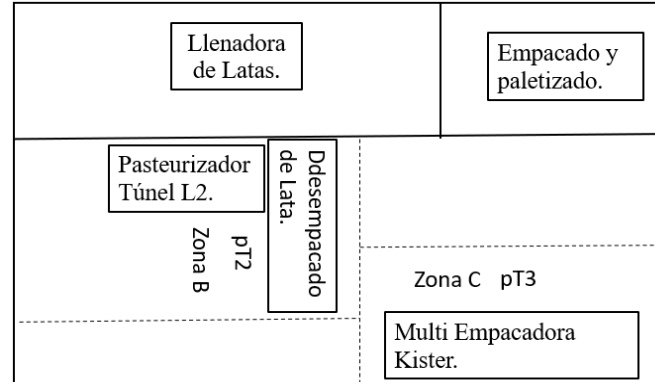 Llenadora
de Latas.
Empacado y
paletizado.
Pasteurizador
Túnel L2.
Ddesempacado
de Lata.
pT2
Zona B
Zona C pT3
Multi Empacadora
Kister.